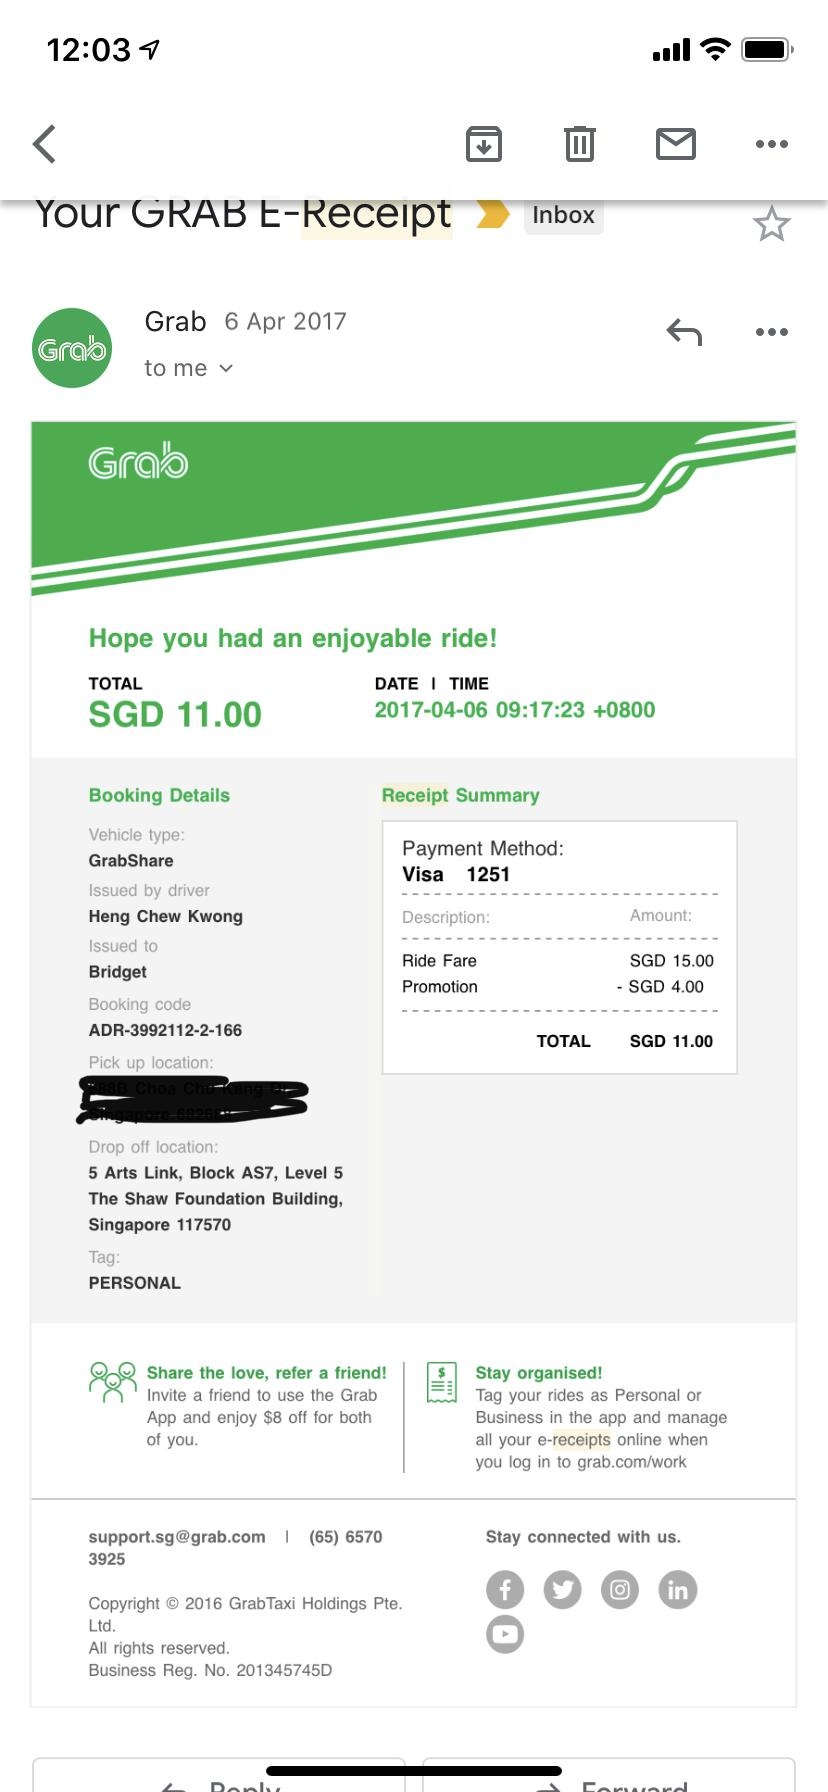 12:03
Your GRAB E-Receipt
Inbox
Grab
Grab 6 Apr 2017
to me
Grab
Hope you had an enjoyable ride!
TOTAL
SGD 11.00
DATE | TIME
2017-04-06 09:17:23 +0800
Booking Details
Vehicle type:
GrabShare
Issued by driver
Heng Chew Kwong
Issued to
Bridget
Booking code
ADR-3992112-2-166
Pick up location:
Drop off location:
5 Arts Link, Block AS7, Level 5
The Shaw Foundation Building,
Singapore 117570
Tag:
PERSONAL
Receipt Summary
Payment Method:
Visa 1251
Description: Amount:
Ride Fare SGD 15.00
Promotion - SGD 4.00
TOTAL SGD 11.00
Share the love, refer a friend!
Invite a friend to use the Grab
App and enjoy $8 off for both
of you.
Stay organised!
Tag your rides as Personal or
Business in the app and manage
all your e-receipts online when
you log in to grab.com/work
support.sg@grab.com | (65) 6570
3925
Copyright © 2016 GrabTaxi Holdings Pte.
Ltd.
All rights reserved.
Business Reg. No. 201345745D
Stay connected with us.
Reply
Forward